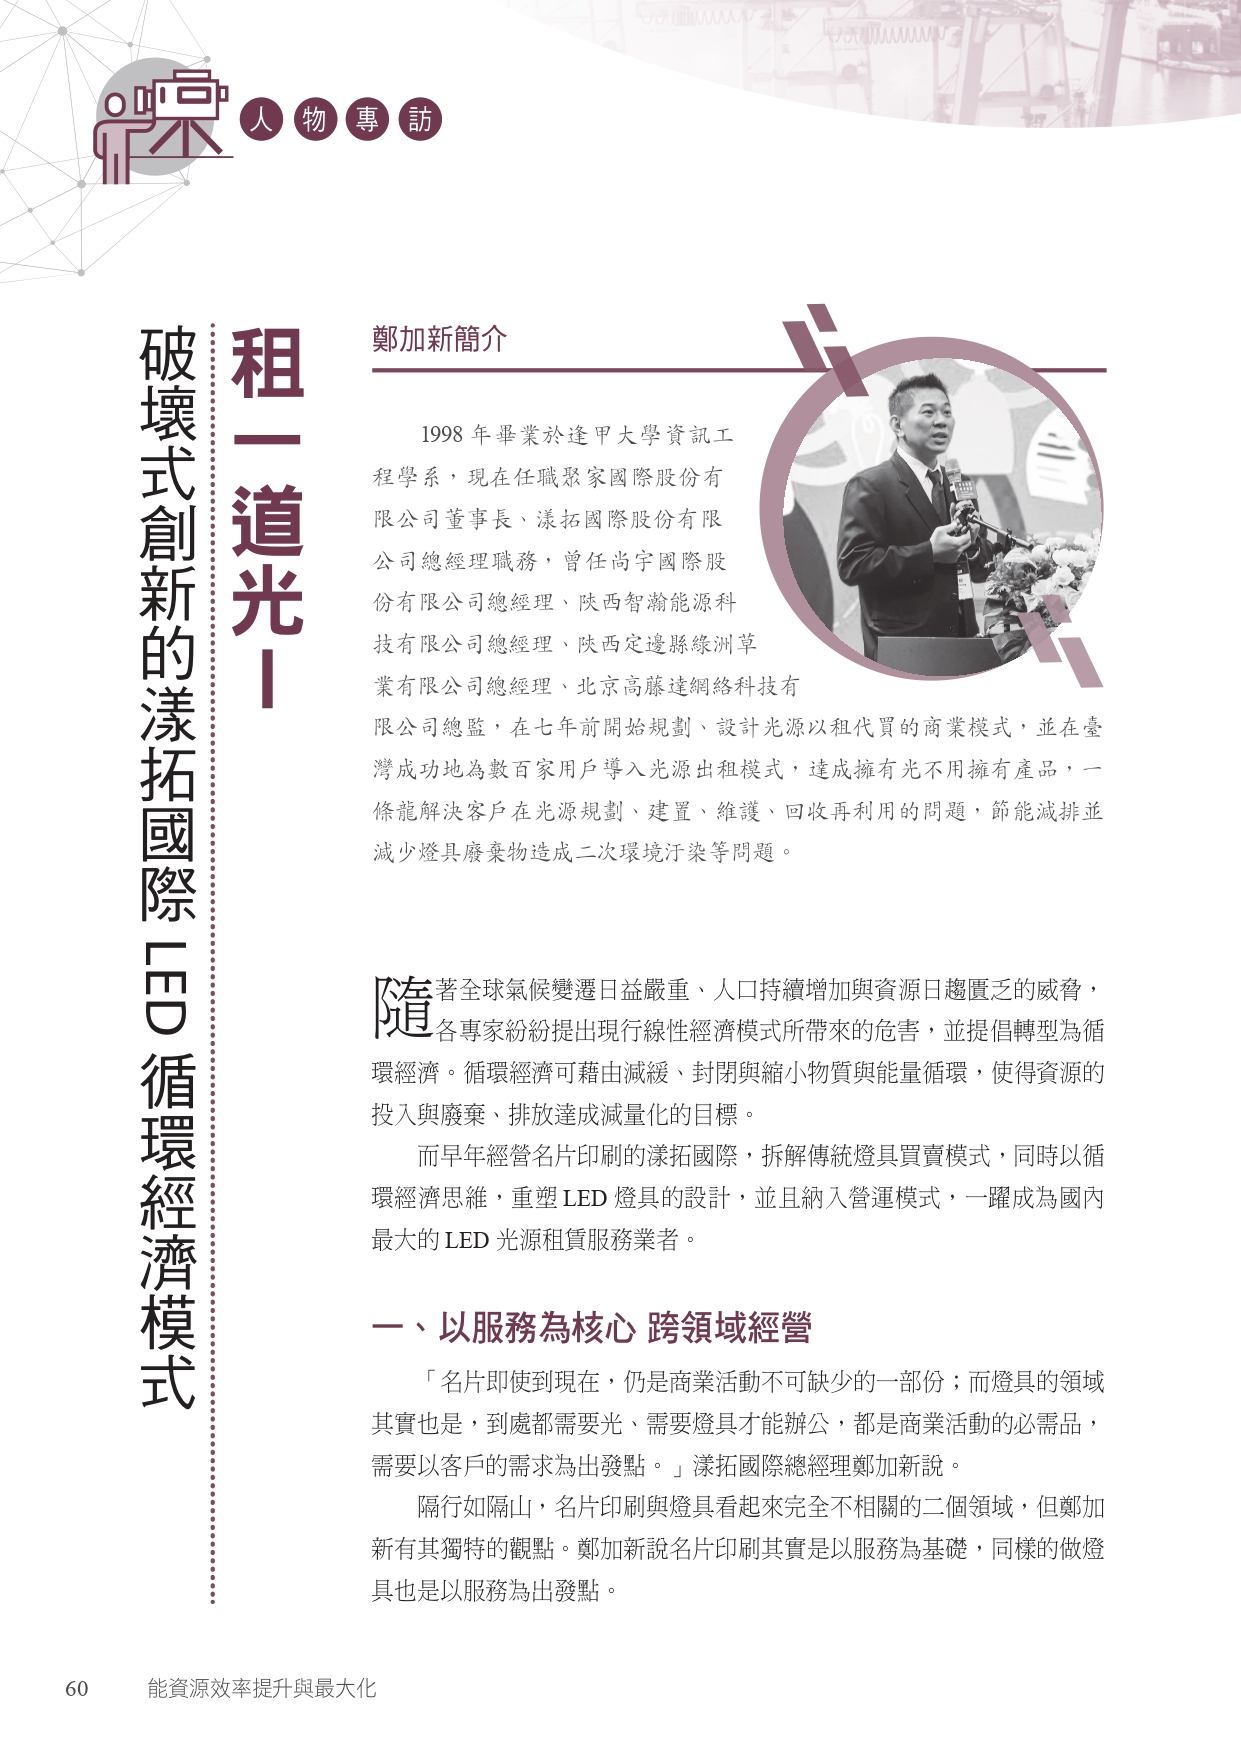 人物專訪
租一道光—
破壞式創新的漾拓國際 LED 循環經濟模式
鄭加新簡介
1998 年畢業於逢甲大學資訊工
程學系，現在任職聚家國際股份有
限公司董事長、漾拓國際股份有限
公司總經理職務，曾任尚宇國際股
份有限公司總經理、陝西智瀚能源科
技有限公司總經理、陝西定邊縣綠洲草
業有限公司總經理、北京高藤達網絡科技有
限公司總監，在七年前開始規劃、設計光源以租代買的商業模式，並在臺
灣成功地為數百家用戶導入光源出租模式，達成擁有光不用擁有產品，一
條龍解決客戶在光源規劃、建置、維護、回收再利用的問題，節能減排並
減少燈具廢棄物造成二次環境汙染等問題。
隨著全球氣候變遷日益嚴重、人口持續增加與資源日趨匱乏的威脅，
各專家紛紛提出現行線性經濟模式所帶來的危害，並提倡轉型為循
環經濟。循環經濟可藉由減緩、封閉與縮小物質與能量循環，使得資源的
投入與廢棄、排放達成減量化的目標。
而早年經營名片印刷的漾拓國際，拆解傳統燈具買賣模式，同時以循
環經濟思維，重塑 LED 燈具的設計，並且納入營運模式，一躍成為國內
最大的 LED 光源租賃服務業者。
一、以服務為核心 跨領域經營
「名片即使到現在，仍是商業活動不可缺少的一部份；而燈具的領域
其實也是，到處都需要光、需要燈具才能辦公，都是商業活動的必需品，
需要以客戶的需求為出發點。」漾拓國際總經理鄭加新說。
隔行如隔山，名片印刷與燈具看起來完全不相關的二個領域，但鄭加
新有其獨特的觀點。鄭加新說名片印刷其實是以服務為基礎，同樣的做燈
具也是以服務為出發點。
60 能資源效率提升與最大化